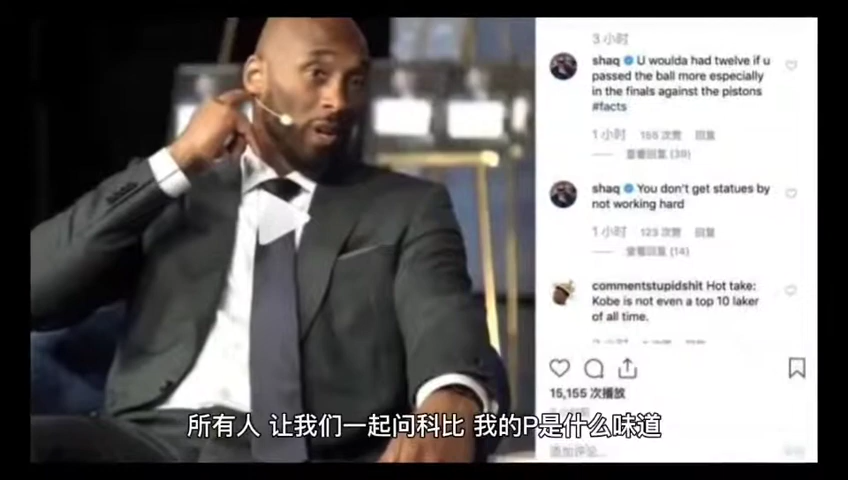 3 小时
shaq U woulda had twelve if u
passed the ball more especially
in the finals against the pistons
#facts
1 小时 155 次赞 回复
查看回复 (39)
shaq You don't get statues by
not working hard
1 小时 123 次赞 回复
查看回复 (14)
commentstupidshit Hot take:
Kobe is not even a top 10 laker
of all time.
15,155 次播放
添加评论...
所有人 让我们一起问科比 我的P是什么味道